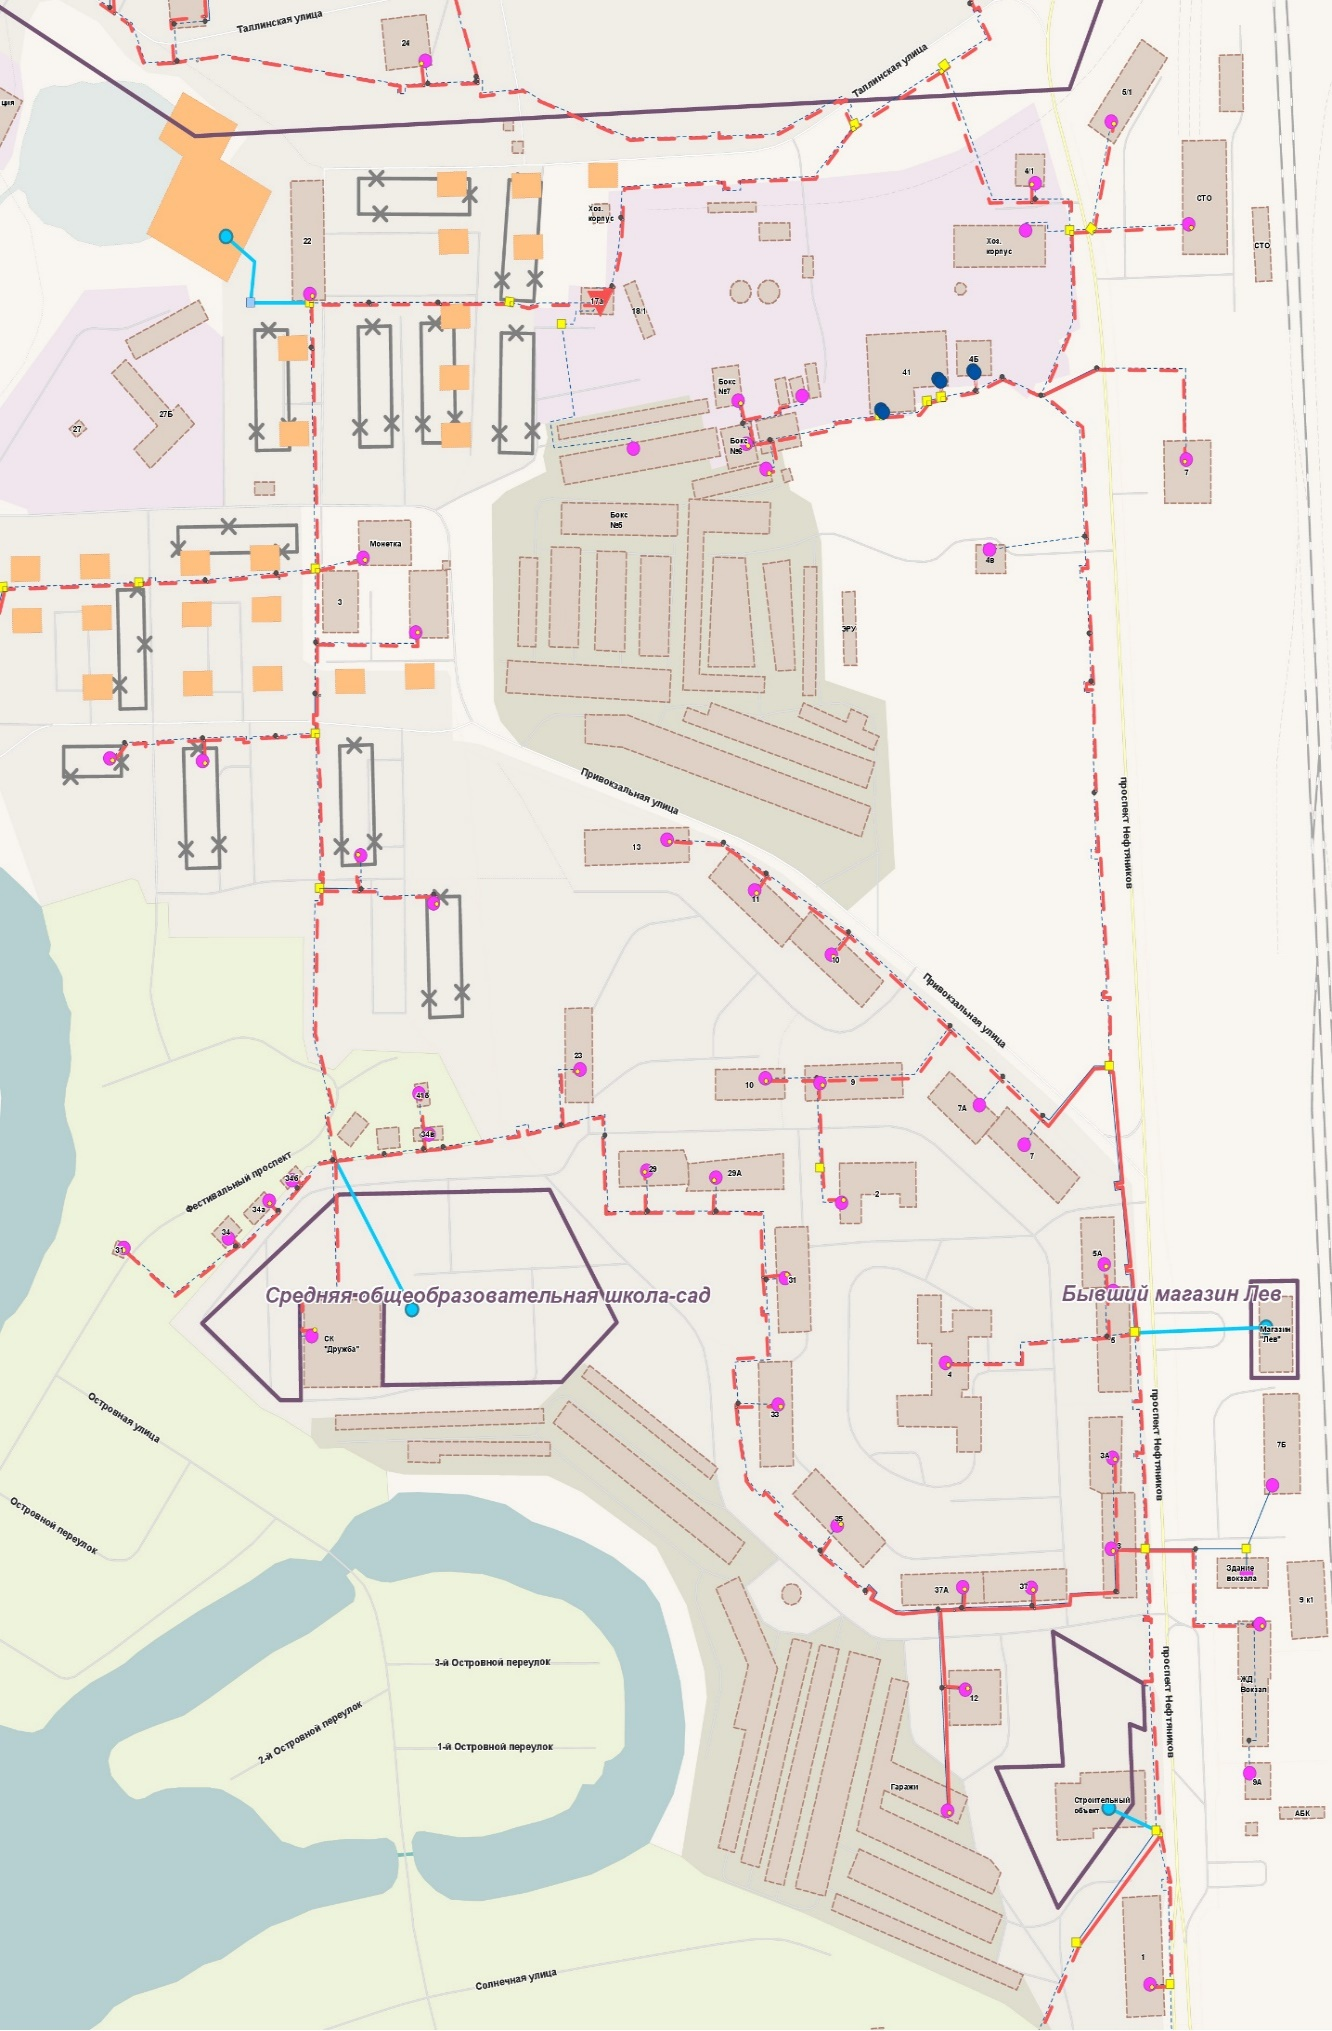 Таллинская улица
24
Таллинская улица
5/1
ция
4/1
СТО
22
Хоз.
корпус
Хоз.
корпус
СТО
17а
18/1
41
4Б
27Б
27
Бокс
№7
Бокс
№6
7
Бокс
№5
Монетка
4В
3
ЭРУ
Привокзальная улица
проспект Нефтяников
13
11
10
Привокзальная улица
23
10
9
7А
41б
34в
7
Фестивальный проспект
34б
29
29А
2
34а
34
31
5А
31
Средняя общеобразовательная школа-сад
Бывший магазин Лев
СК
"Дружба"
Магазин
"Лев"
5
4
33
Островная улица
проспект Нефтяников
7Б
3А
35
Островной переулок
3
Здание
вокзала
37А
37
9 к1
3-й Островной переулок
12
ЖД
Вокзал
проспект Нефтяников
2-й Островной переулок
1-й Островной переулок
Гаражи
9А
Строительный
объект
АБК
1
Солнечная улица